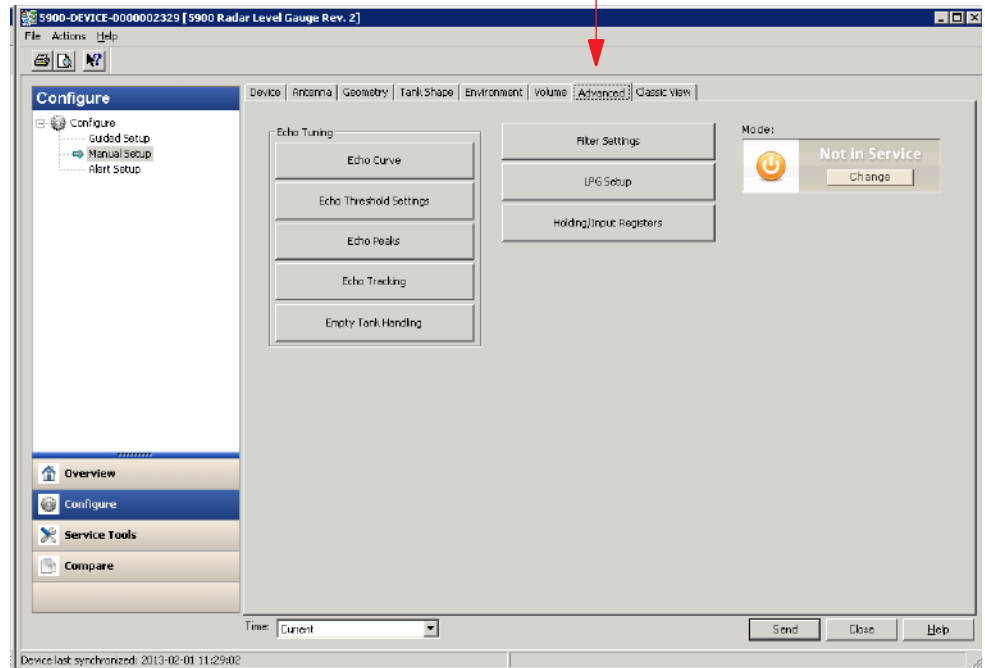 5900-DEVICE-0000002329 [5900 Radar Level Gauge Rev. 2]
File Actions Help
Configure
Configure
Guided Setup
Manual Setup
Alert Setup
Overview
Configure
Service Tools
Compare
Device Antenna Geometry Tank Shape Environment Volume Advanced Classic View
Echo Tuning
Echo Curve
Echo Threshold Settings
Echo Peaks
Echo Tracking
Empty Tank Handling
Filter Settings
LPG Setup
Holding/Input Registers
Mode:
Not in Service
Change
Time: Current
Send Close Help
Device last synchronized: 2013-02-01 11:29:02